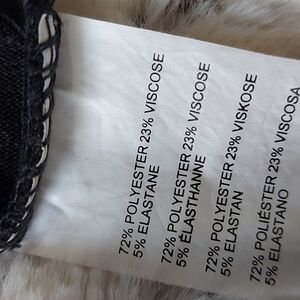 72% POLYESTER 23% VISCOSE
5% ELASTANE
72% POLYESTER 23% VISCOSE
5% ÉLASTHANNE
72% POLYESTER 23% VISKOSE
5% ELASTAN
72% POLIÉSTER 23% VISCOSA
5% ELASTANO